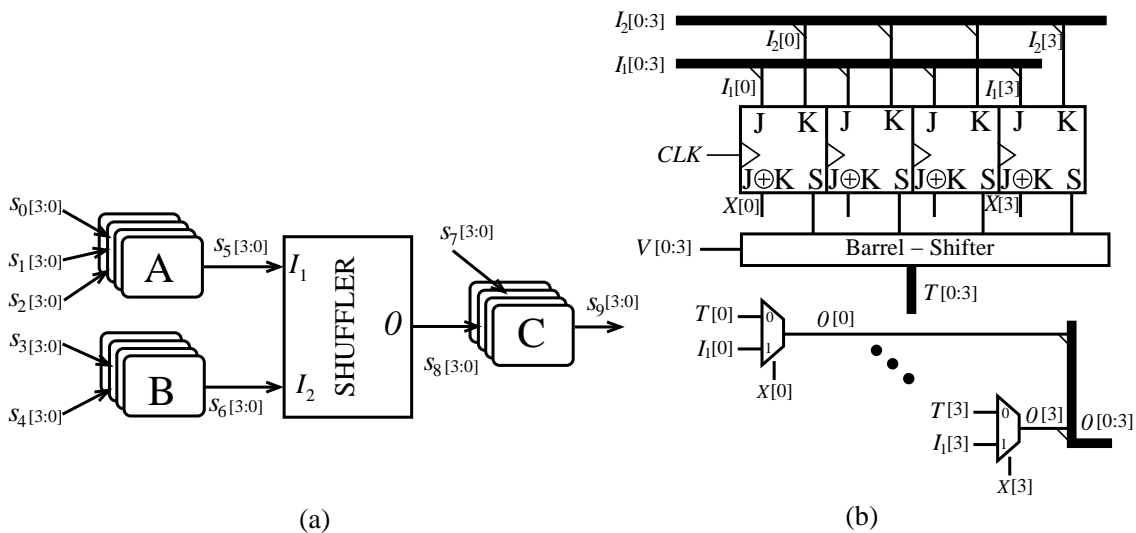 s0[3:0]
s1[3:0]
s2[3:0]
A
s5[3:0]
s3[3:0]
s4[3:0]
B
s6[3:0]
I1
I2
SHUFFLER
O
s7[3:0]
s8[3:0]
C
s9[3:0]
(a)
I2[0:3]
I2[0]
I2[3]
I1[0:3]
I1[0]
I1[3]
J K J K J K J K
CLK
J⊕K S J⊕K S J⊕K S J⊕K S
X[0]
X[3]
V[0:3]
Barrel – Shifter
T[0:3]
T[0]
0
O[0]
I1[0]
1
X[0]
T[3]
0
O[3]
O[0:3]
I1[3]
1
X[3]
(b)